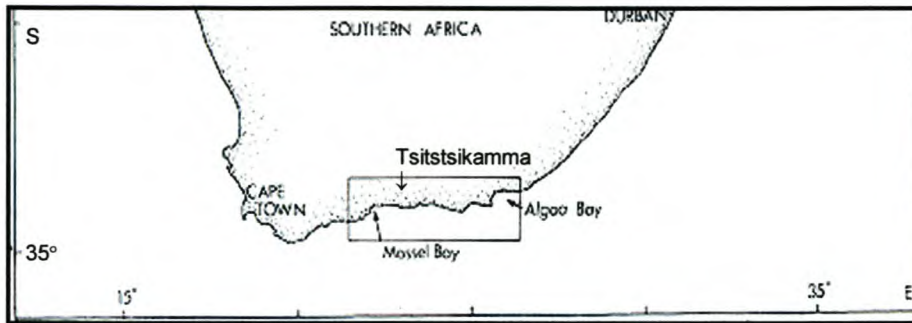 DURBAN
S
SOUTHERN AFRICA
Tsitstsikamma
CAPE
TOWN
Algoa Bay
Mossel Bay
35°
15°
35°
E